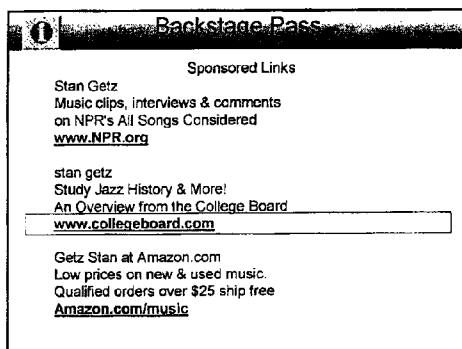 Backstage Pass
Sponsored Links
Stan Getz
Music clips, interviews & comments
on NPR's All Songs Considered
www.NPR.org
stan getz
Study Jazz History & More!
An Overview from the College Board
www.collegeboard.com
Getz Stan at Amazon.com
Low prices on new & used music.
Qualified orders over $25 ship free
Amazon.com/music